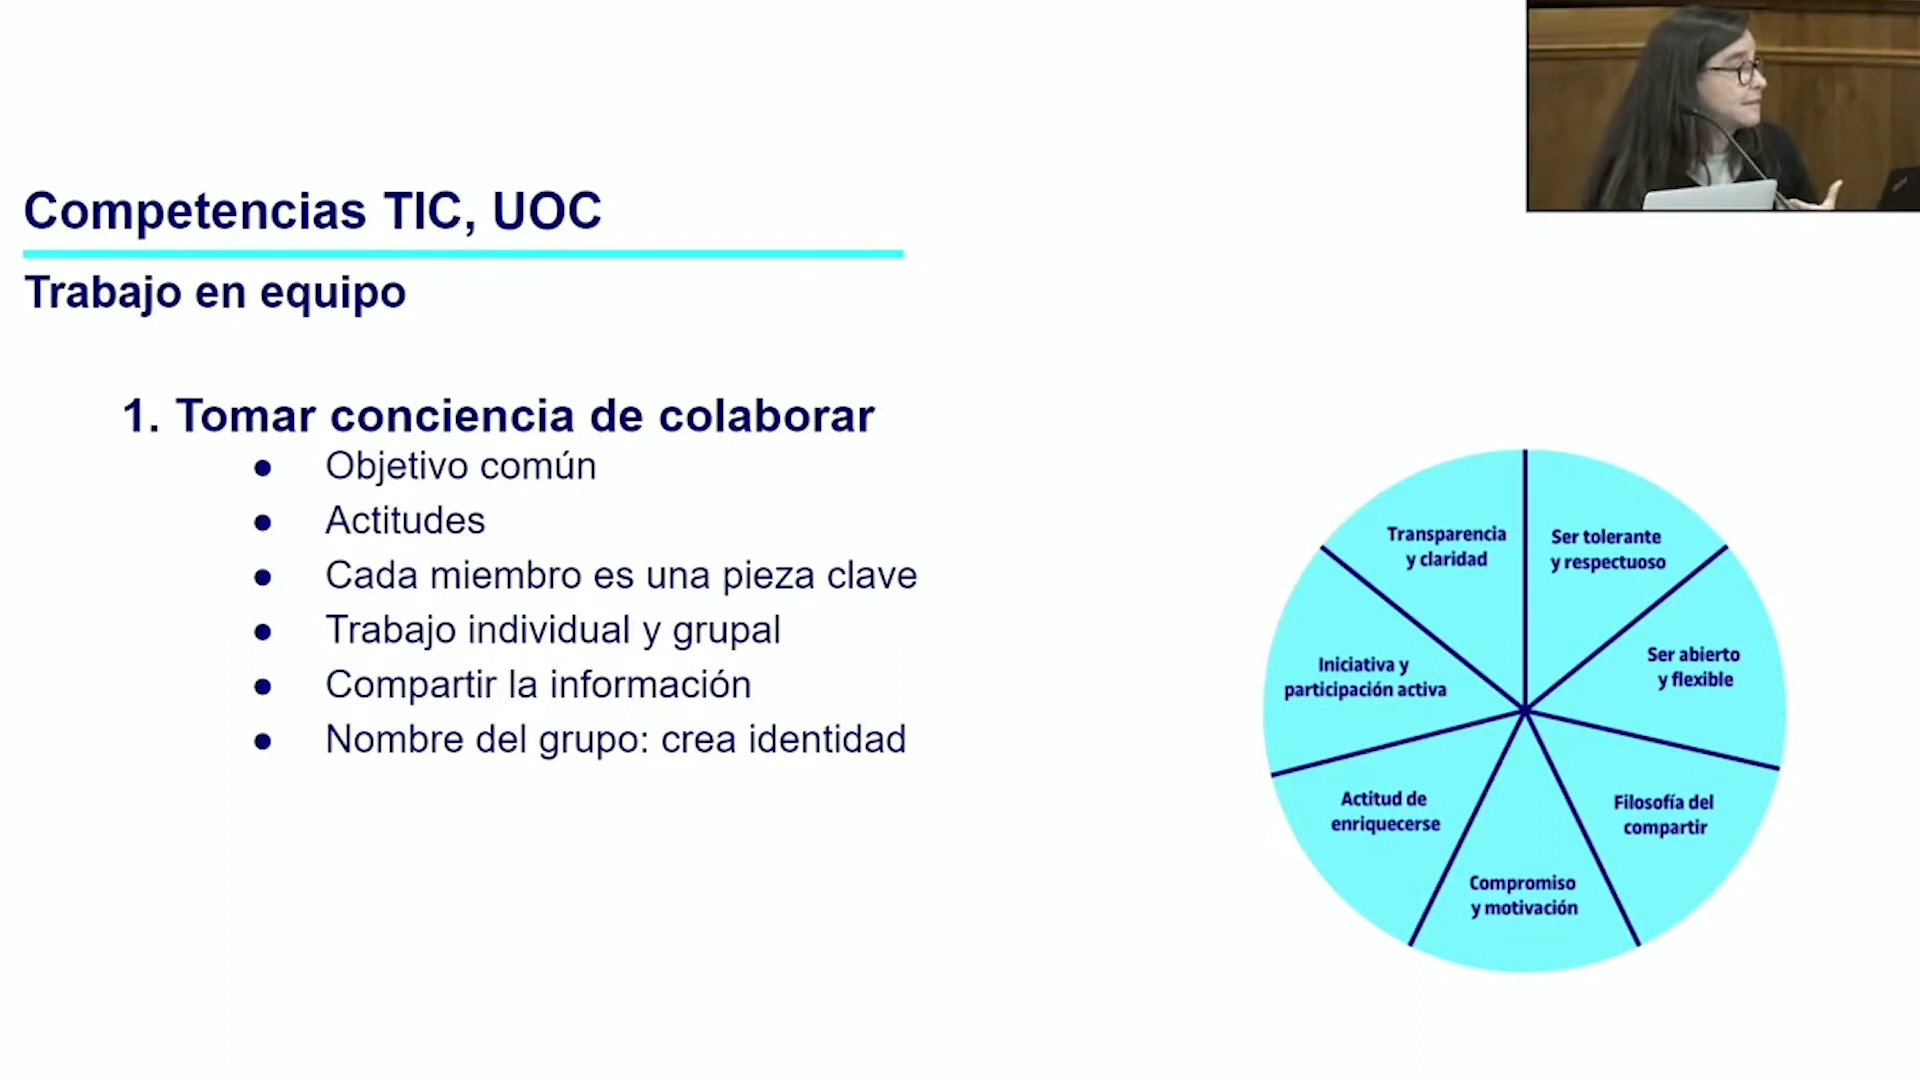 Competencias TIC, UOC
Trabajo en equipo
1. Tomar conciencia de colaborar
● Objetivo común
● Actitudes
● Cada miembro es una pieza clave
● Trabajo individual y grupal
● Compartir la información
● Nombre del grupo: crea identidad
Transparencia
y claridad
Ser tolerante
y respectuoso
Ser abierto
y flexible
Filosofía del
compartir
Compromiso
y motivación
Actitud de
enriquecerse
Iniciativa y
participación activa